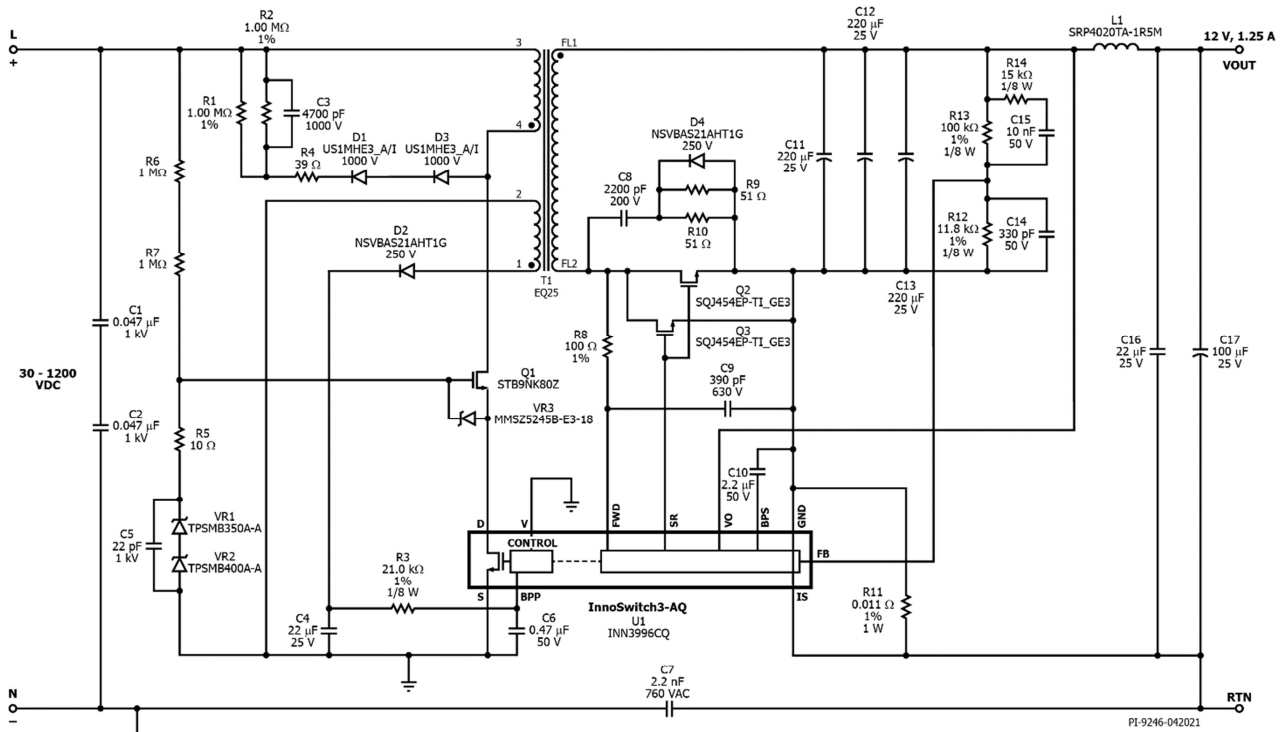 L
+
R2
1.00 MΩ
1%
R1
1.00 MΩ
1%
C3
4700 pF
1000 V
R4
39 Ω
D1
US1MHE3_A/I
1000 V
D3
US1MHE3_A/I
1000 V
3
4
2
1
FL1
FL2
T1
EQ25
R6
1 MΩ
R7
1 MΩ
D2
NSVBAS21AHT1G
250 V
C1
0.047 µF
1 kV
30 - 1200
VDC
C2
0.047 µF
1 kV
R5
10 Ω
C5
22 pF
1 kV
VR1
TPSMB350A-A
VR2
TPSMB400A-A
Q1
STB9NK80Z
VR3
MMSZ5245B-E3-18
R3
21.0 kΩ
1%
1/8 W
C4
22 µF
25 V
C6
0.47 µF
50 V
D
V
CONTROL
S
BPP
FWD
SR
VO
BPS
GND
FB
IS
InnoSwitch3-AQ
U1
INN3996CQ
D4
NSVBAS21AHT1G
250 V
C8
2200 pF
200 V
R9
51 Ω
R10
51 Ω
Q2
SQJ454EP-TI_GE3
Q3
SQJ454EP-TI_GE3
R8
100 Ω
1%
C9
390 pF
630 V
C10
2.2 µF
50 V
C11
220 µF
25 V
C12
220 µF
25 V
C13
220 µF
25 V
R13
100 kΩ
1%
1/8 W
R14
15 kΩ
1/8 W
C15
10 nF
50 V
R12
11.8 kΩ
1%
1/8 W
C14
330 pF
50 V
L1
SRP4020TA-1R5M
12 V, 1.25 A
VOUT
C16
22 µF
25 V
C17
100 µF
25 V
R11
0.011 Ω
1%
1 W
C7
2.2 nF
760 VAC
N
–
RTN
PI-9246-042021